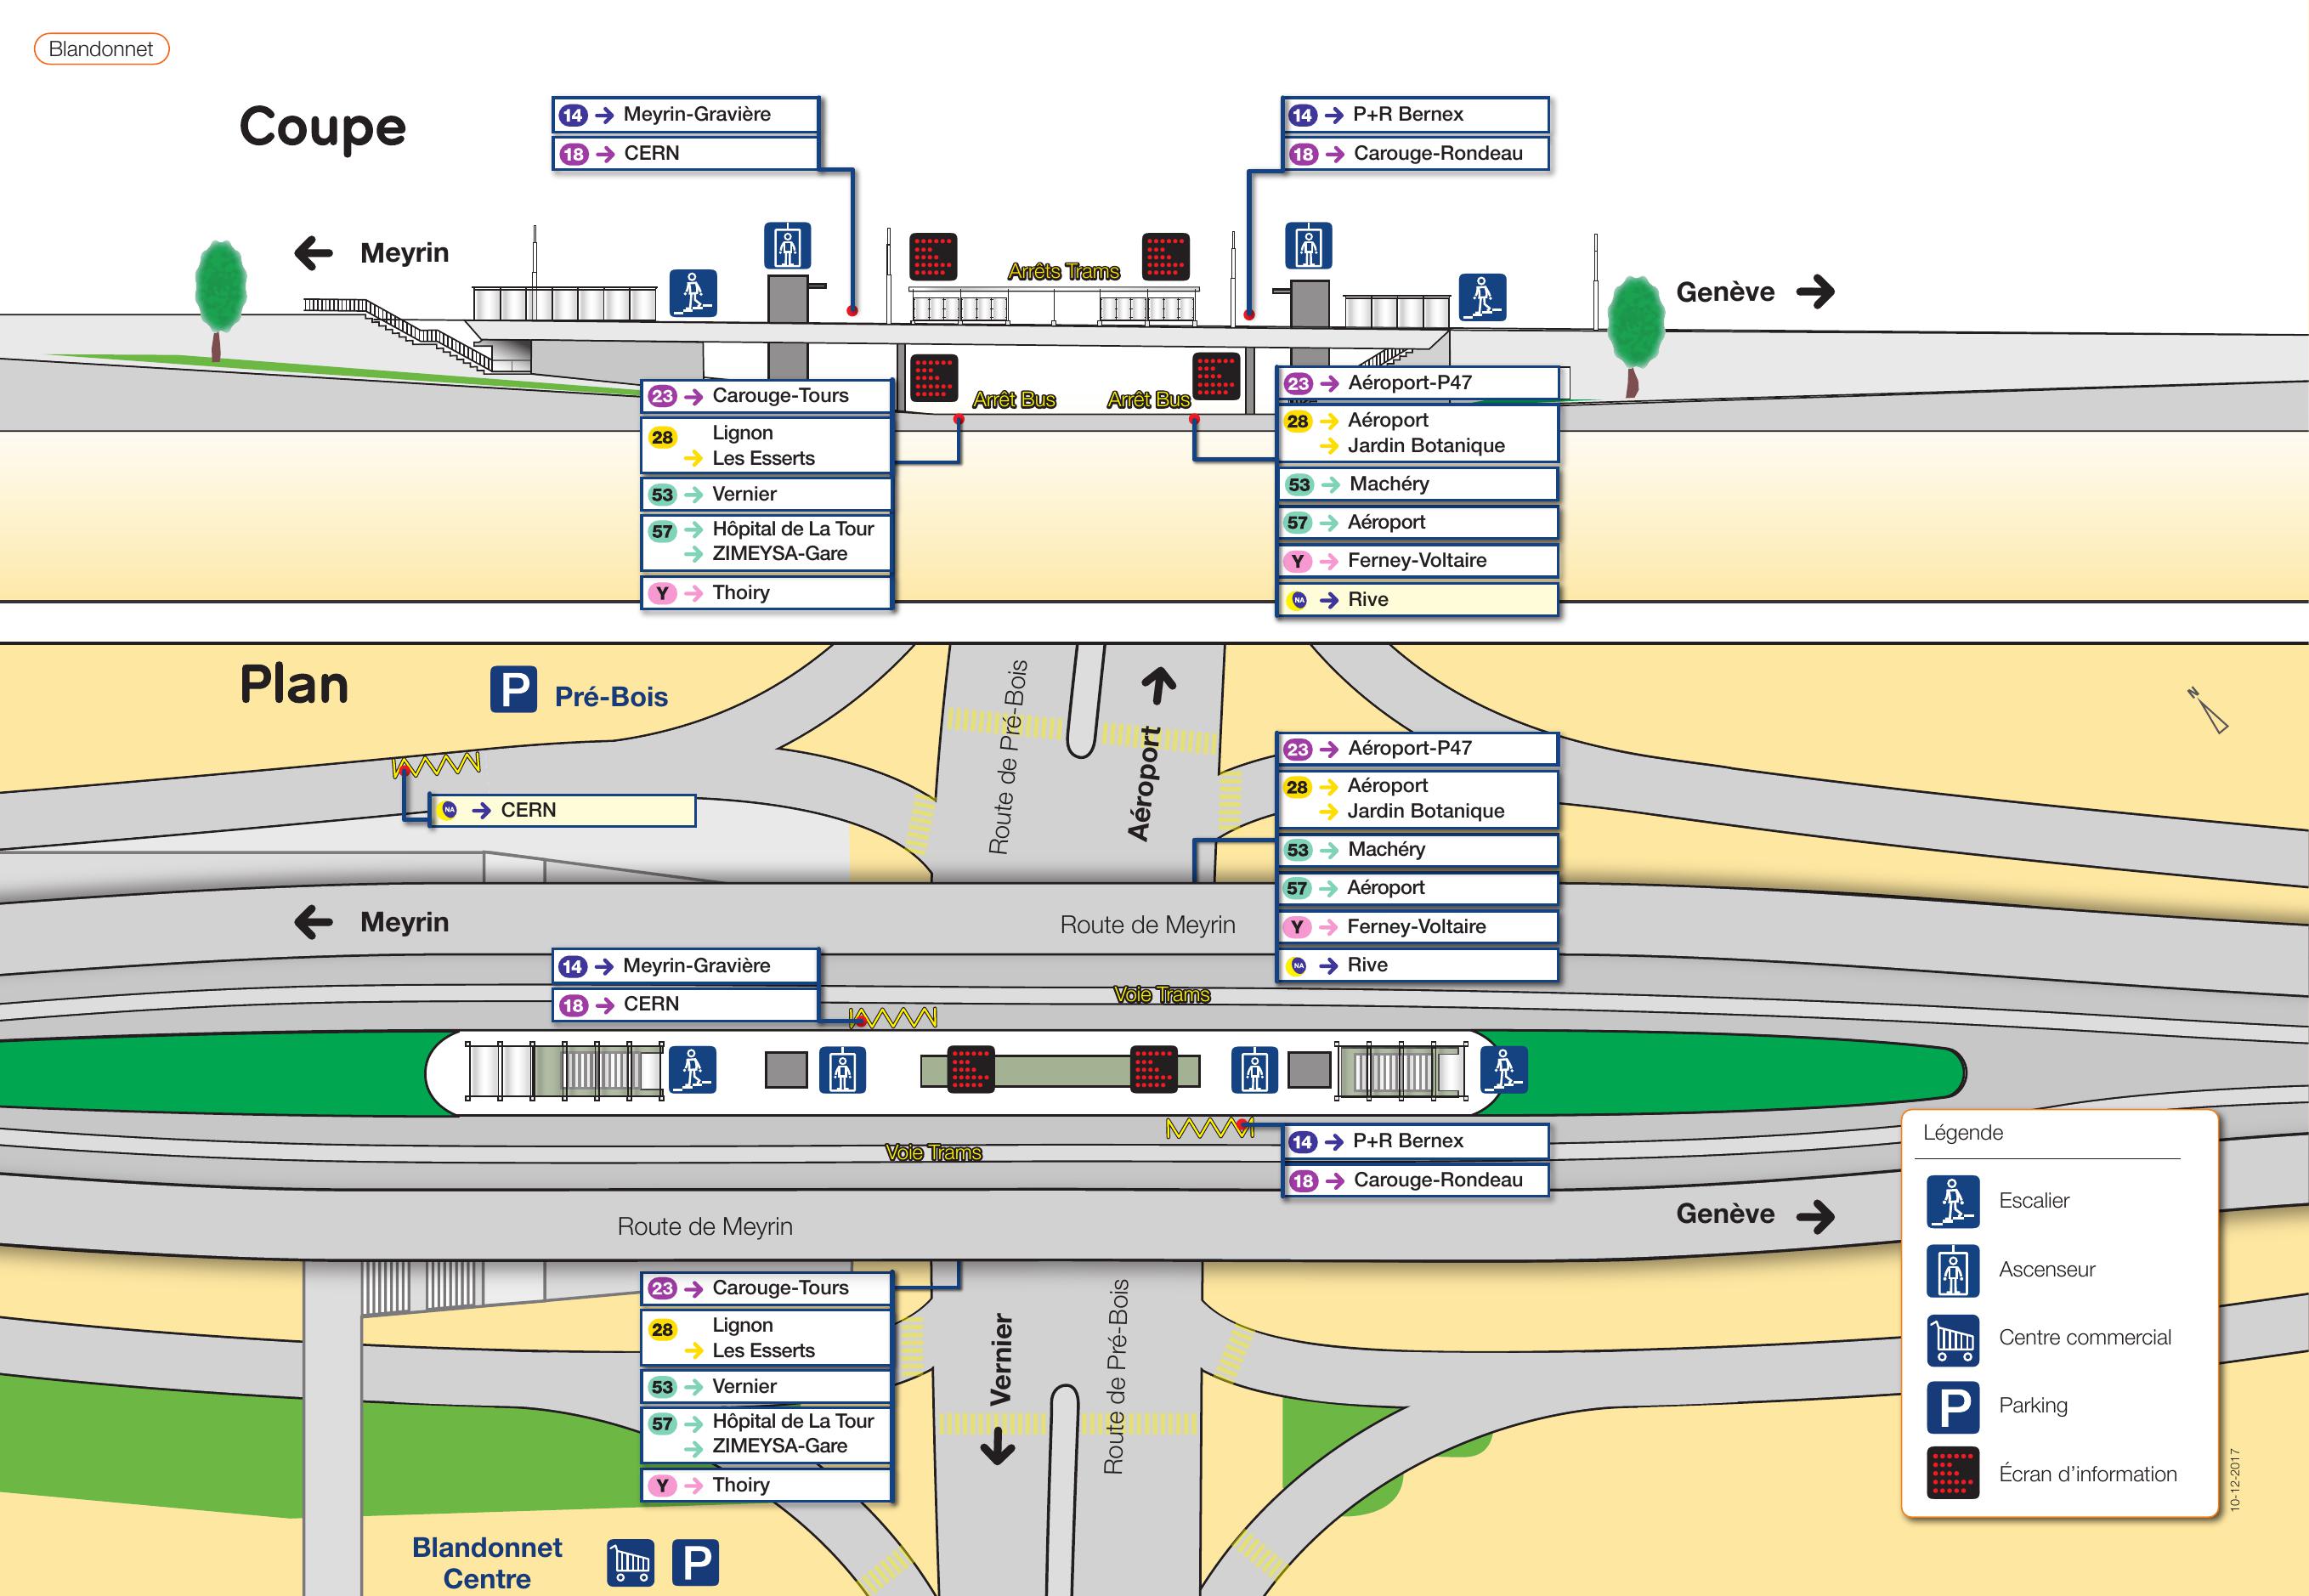 Blandonnet
Coupe
14 Meyrin-Gravière
18 CERN
14 P+R Bernex
18 Carouge-Rondeau
Meyrin
Arrêts Trams
Genève
Arrêt Bus
Arrêt Bus
23 Carouge-Tours
28 Lignon
Les Esserts
53 Vernier
57 Hôpital de La Tour
ZIMEYSA-Gare
Y Thoiry
23 Aéroport-P47
28 Aéroport
Jardin Botanique
53 Machéry
57 Aéroport
Y Ferney-Voltaire
NA Rive
Plan
P Pré-Bois
N
Route de Pré-Bois
Aéroport
NA CERN
23 Aéroport-P47
28 Aéroport
Jardin Botanique
53 Machéry
57 Aéroport
Y Ferney-Voltaire
NA Rive
Meyrin
Route de Meyrin
14 Meyrin-Gravière
18 CERN
Voie Trams
Voie Trams
14 P+R Bernex
18 Carouge-Rondeau
Route de Meyrin
Genève
23 Carouge-Tours
28 Lignon
Les Esserts
53 Vernier
57 Hôpital de La Tour
ZIMEYSA-Gare
Y Thoiry
Vernier
Route de Pré-Bois
Blandonnet
Centre
P
Légende
Escalier
Ascenseur
Centre commercial
P Parking
Écran d'information
10-12-2017